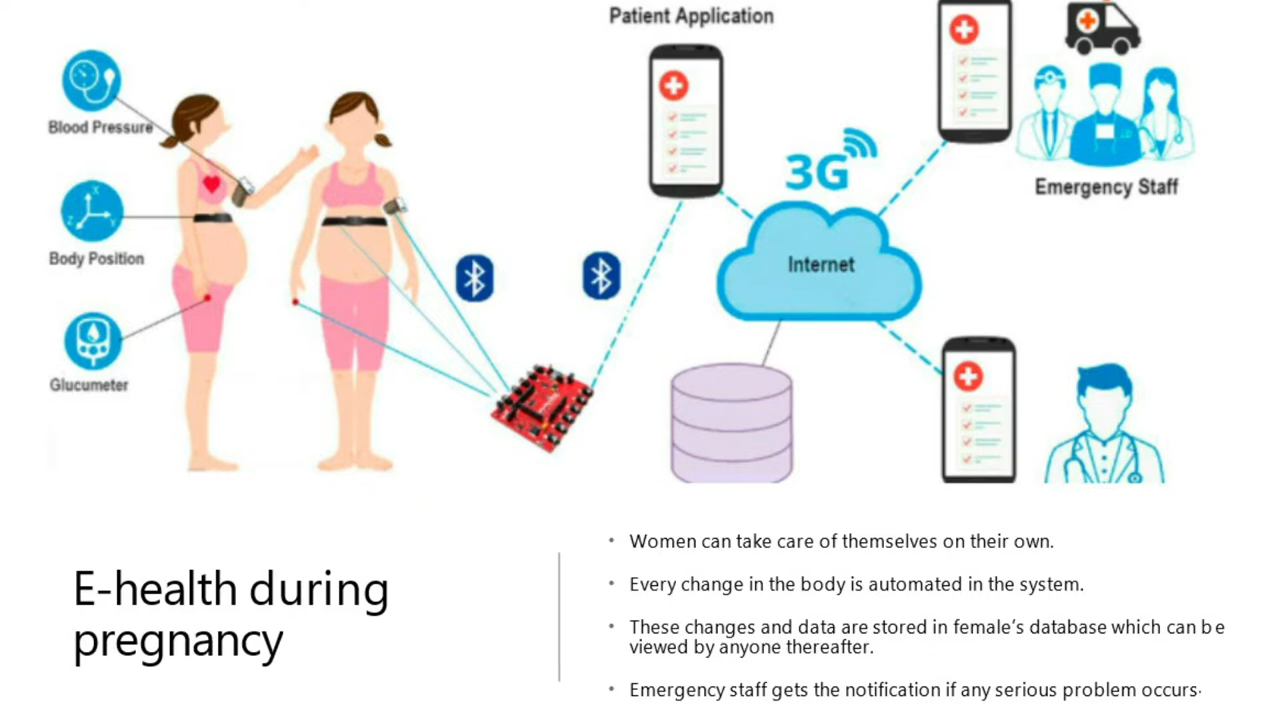 Patient Application
Blood Pressure
3G
Emergency Staff
Body Position
Internet
X
Y
Z
Glucumeter
E-health during
pregnancy
• Women can take care of themselves on their own.
• Every change in the body is automated in the system.
• These changes and data are stored in female's database which can be
viewed by anyone thereafter.
• Emergency staff gets the notification if any serious problem occurs.